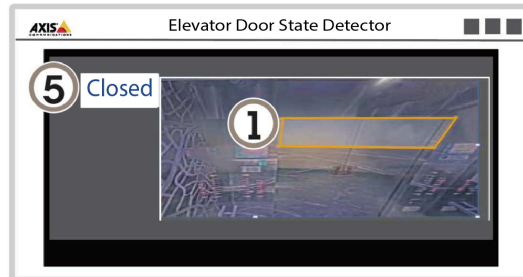 AXIS
COMMUNICATIONS
Elevator Door State Detector
5
Closed
1